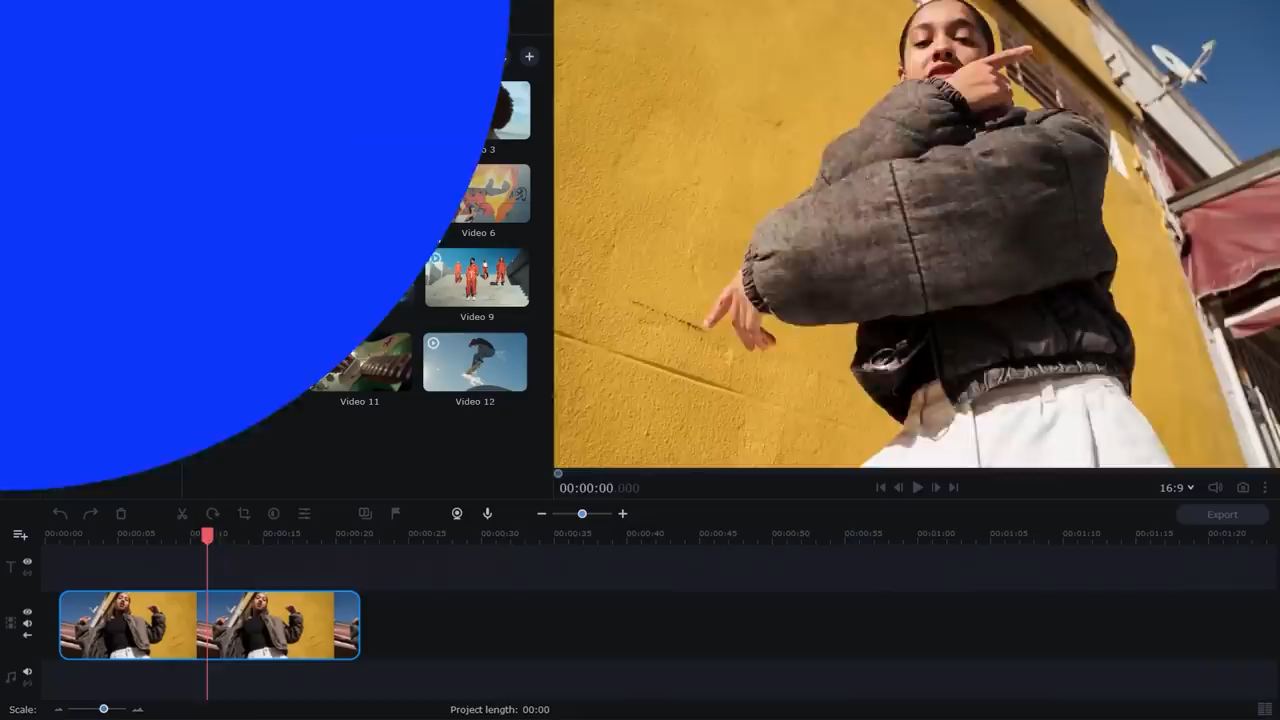 Video 6
Video 9
Video 11
Video 12
00:00:00.000
16:9
Export
00:00:00
00:00:05
00:00:15
00:00:20
00:00:25
00:00:30
00:00:35
00:00:40
00:00:45
00:00:50
00:00:55
00:01:00
00:01:05
00:01:10
00:01:15
00:01:20
T
Scale:
Project length: 00:00